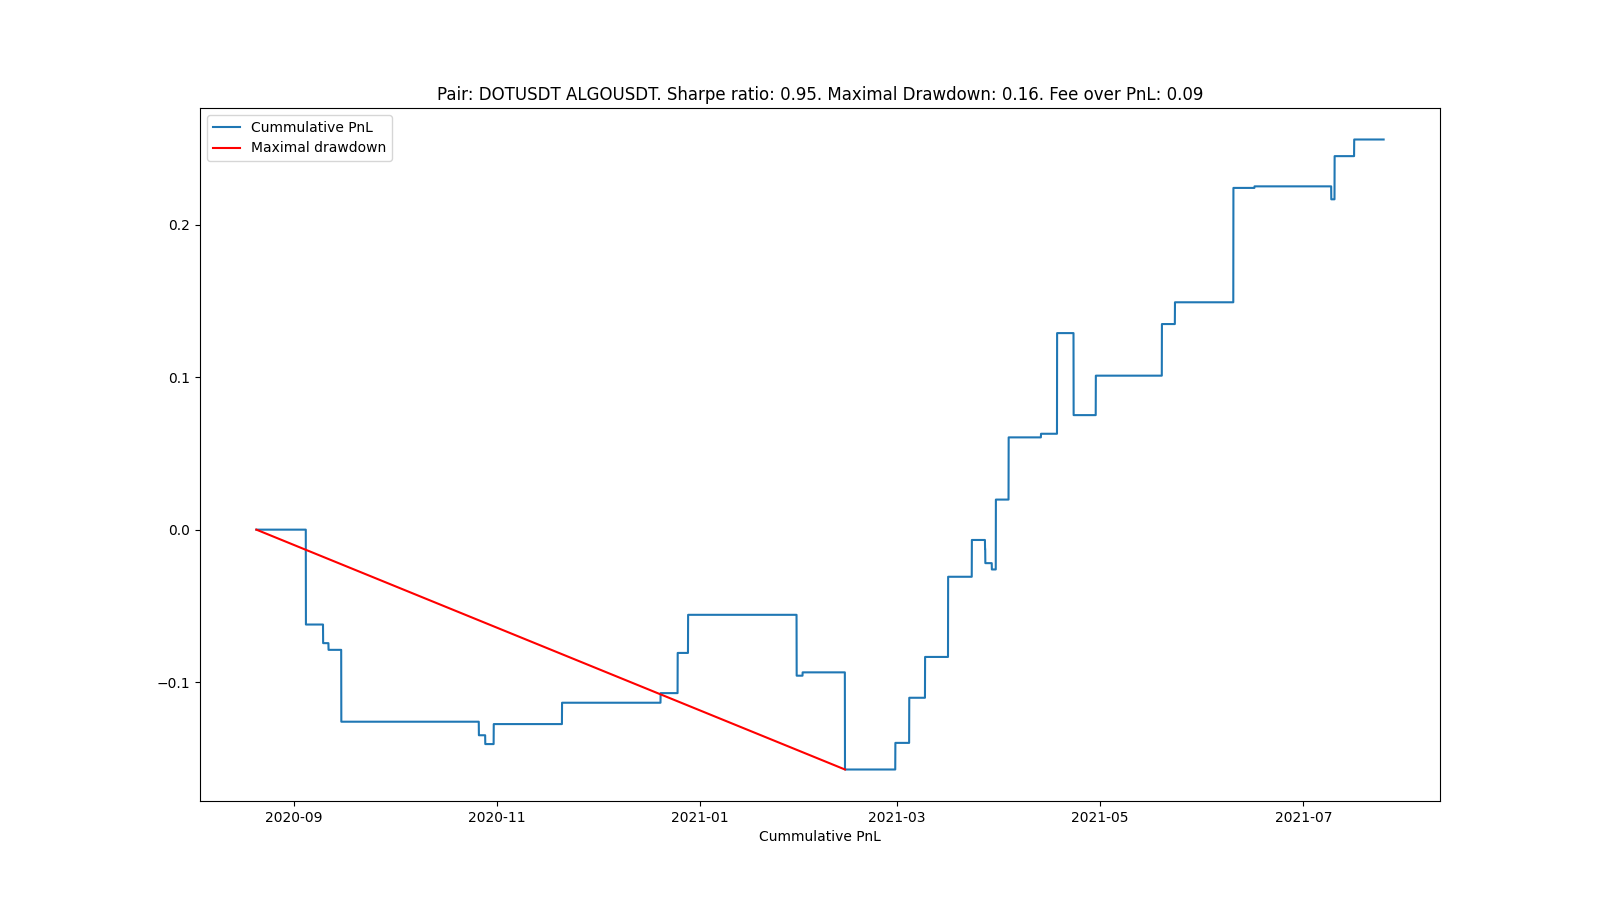 Pair: DOTUSDT ALGOUSDT. Sharpe ratio: 0.95. Maximal Drawdown: 0.16. Fee over PnL: 0.09
Cummulative PnL
Maximal drawdown
0.2
0.1
0.0
−0.1
2020-09 2020-11 2021-01 2021-03 2021-05 2021-07
Cummulative PnL